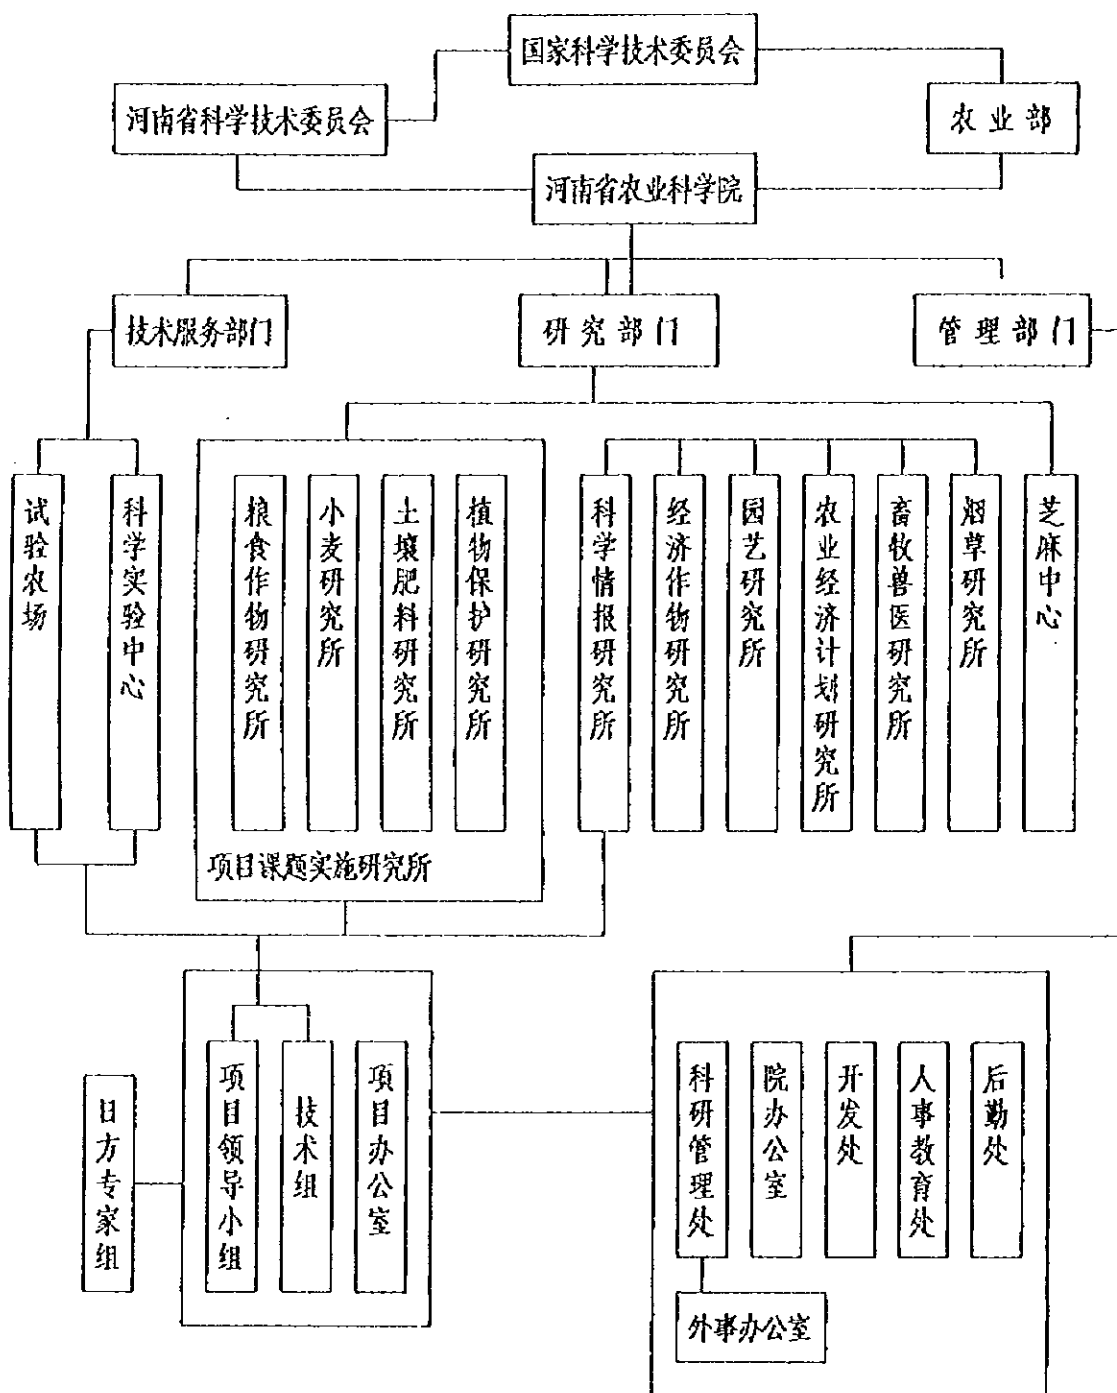 国家科学技术委员会
河南省科学技术委员会
农业部
河南省农业科学院
技术服务部门
研究部门
管理部门
试验农场
科学实验中心
粮食作物研究所
小麦研究所
土壤肥料研究所
植物保护研究所
科学情报研究所
经济作物研究所
园艺研究所
农业经济计划研究所
畜牧兽医研究所
烟草研究所
芝麻中心
项目课题实施研究所
日方专家组
项目领导小组
技术组
项目办公室
科研管理处
院办公室
开发处
人事教育处
后勤处
外事办公室